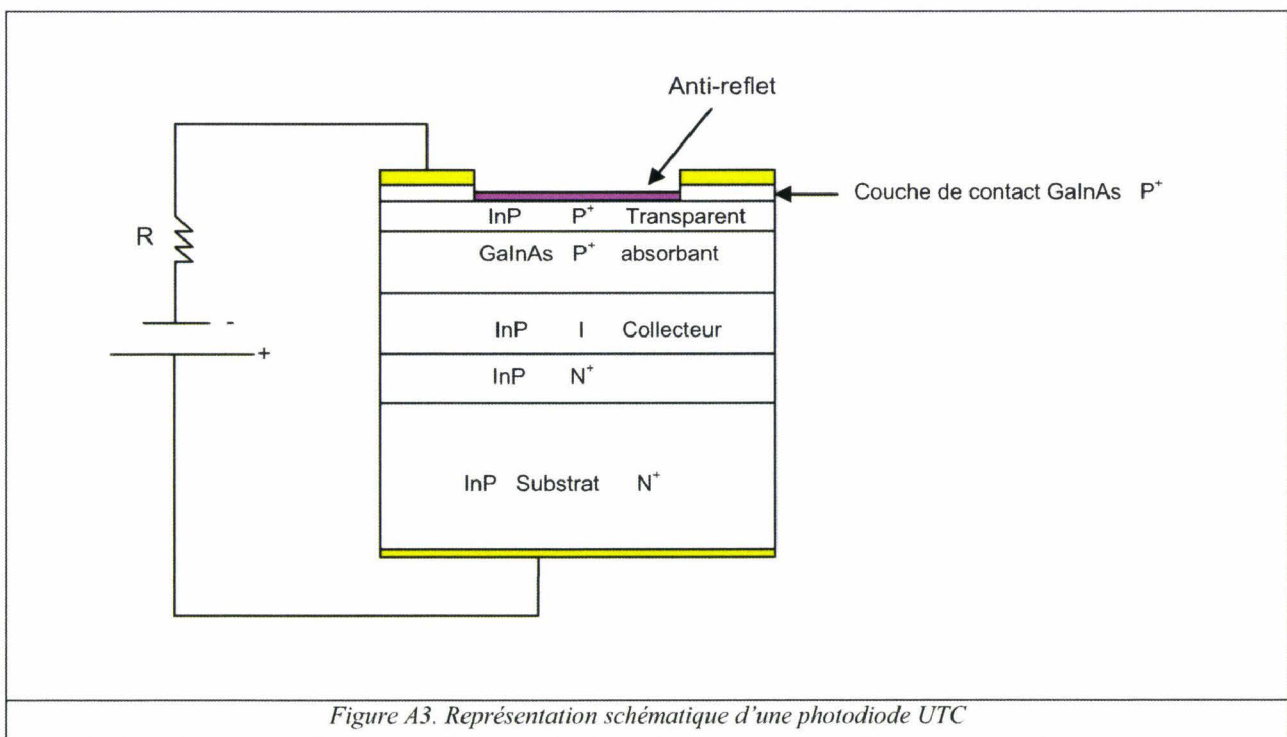 Anti-reflet
Couche de contact GaInAs P⁺
InP P⁺ Transparent
R
GaInAs P⁺ absorbant
InP I Collecteur
-
+
InP N⁺
InP Substrat N⁺
Figure A3. Représentation schématique d'une photodiode UTC